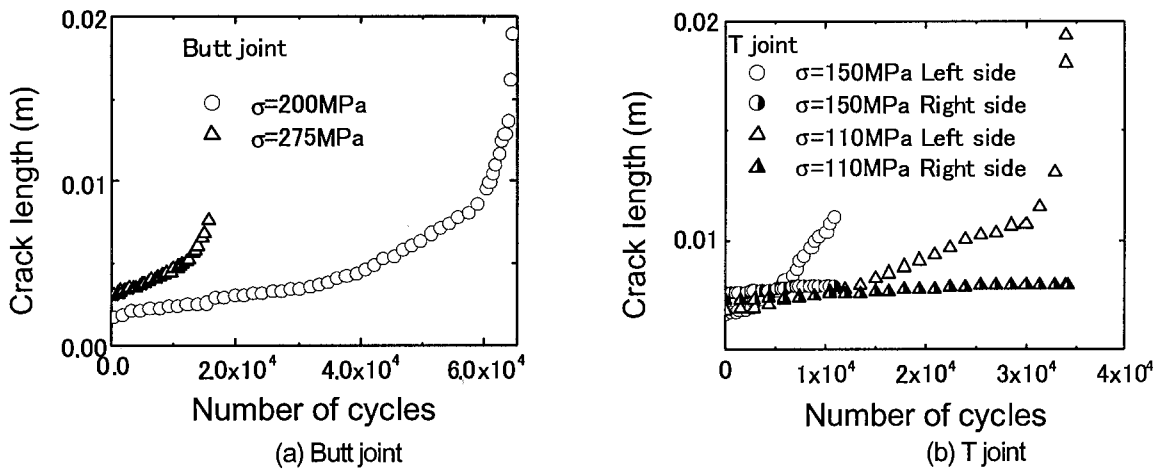 0.02
Butt joint
σ=200MPa
σ=275MPa
0.01
0.00
Crack length (m)
0.0
2.0x10⁴
4.0x10⁴
6.0x10⁴
Number of cycles
(a) Butt joint
0.02
T joint
σ=150MPa Left side
σ=150MPa Right side
σ=110MPa Left side
σ=110MPa Right side
0.01
Crack length (m)
0
1x10⁴
2x10⁴
3x10⁴
4x10⁴
Number of cycles
(b) T joint